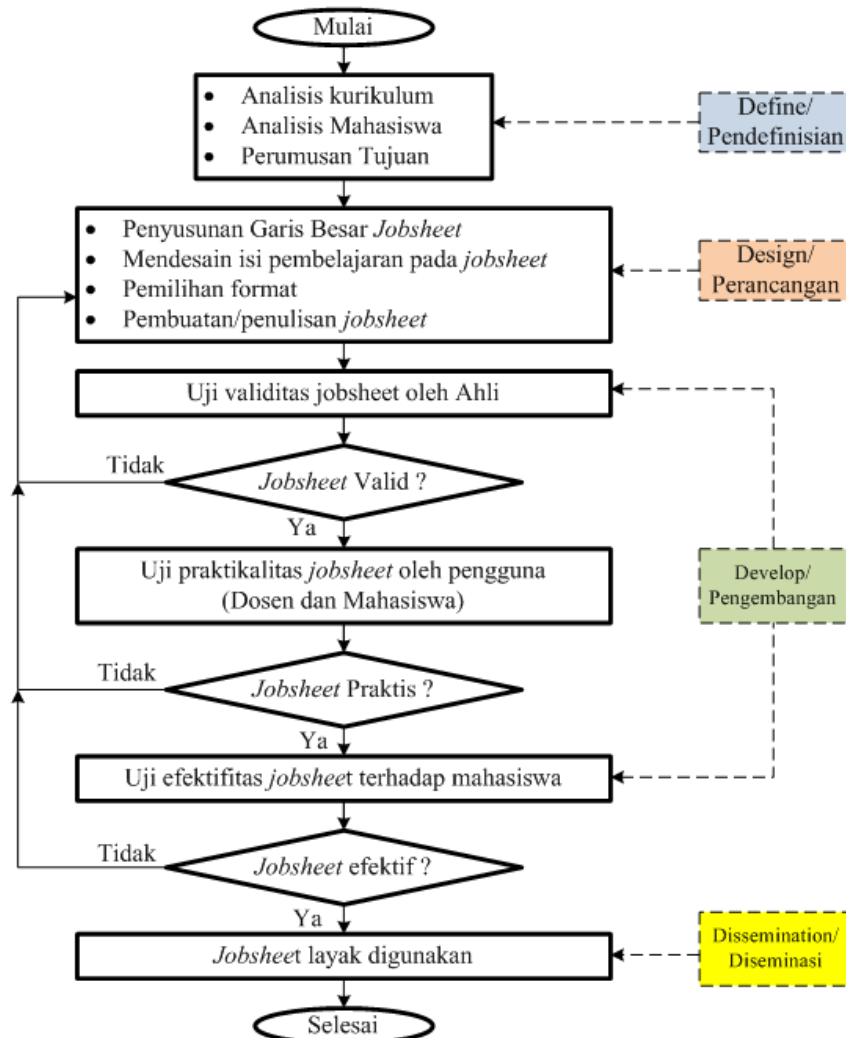 Mulai
• Analisis kurikulum
• Analisis Mahasiswa
• Perumusan Tujuan
Define/
Pendefinisian
• Penyusunan Garis Besar Jobsheet
• Mendesain isi pembelajaran pada jobsheet
• Pemilihan format
• Pembuatan/penulisan jobsheet
Design/
Perancangan
Uji validitas jobsheet oleh Ahli
Tidak
Jobsheet Valid ?
Ya
Uji praktikalitas jobsheet oleh pengguna
(Dosen dan Mahasiswa)
Develop/
Pengembangan
Tidak
Jobsheet Praktis ?
Ya
Uji efektifitas jobsheet terhadap mahasiswa
Tidak
Jobsheet efektif ?
Ya
Jobsheet layak digunakan
Dissemination/
Diseminasi
Selesai